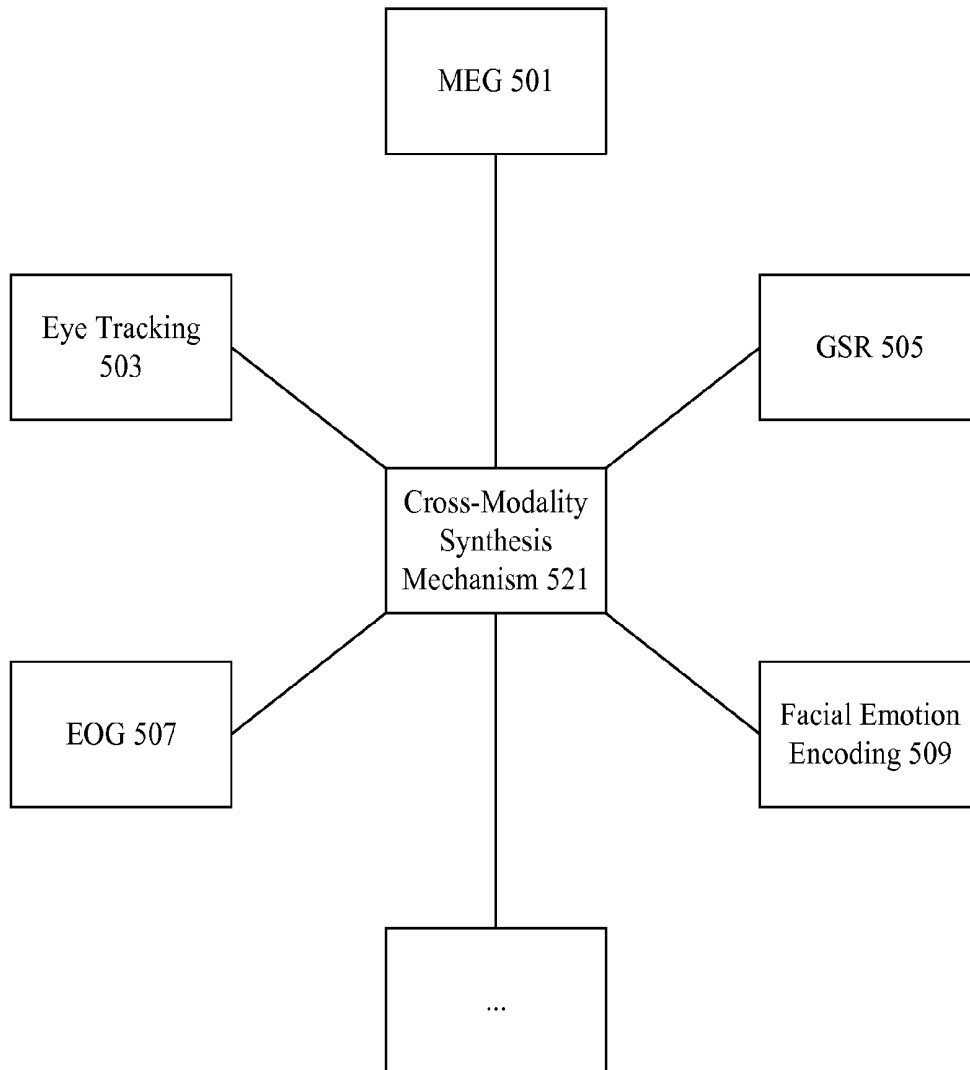 MEG 501
Eye Tracking
503
GSR 505
Cross-Modality
Synthesis
Mechanism 521
EOG 507
Facial Emotion
Encoding 509
...